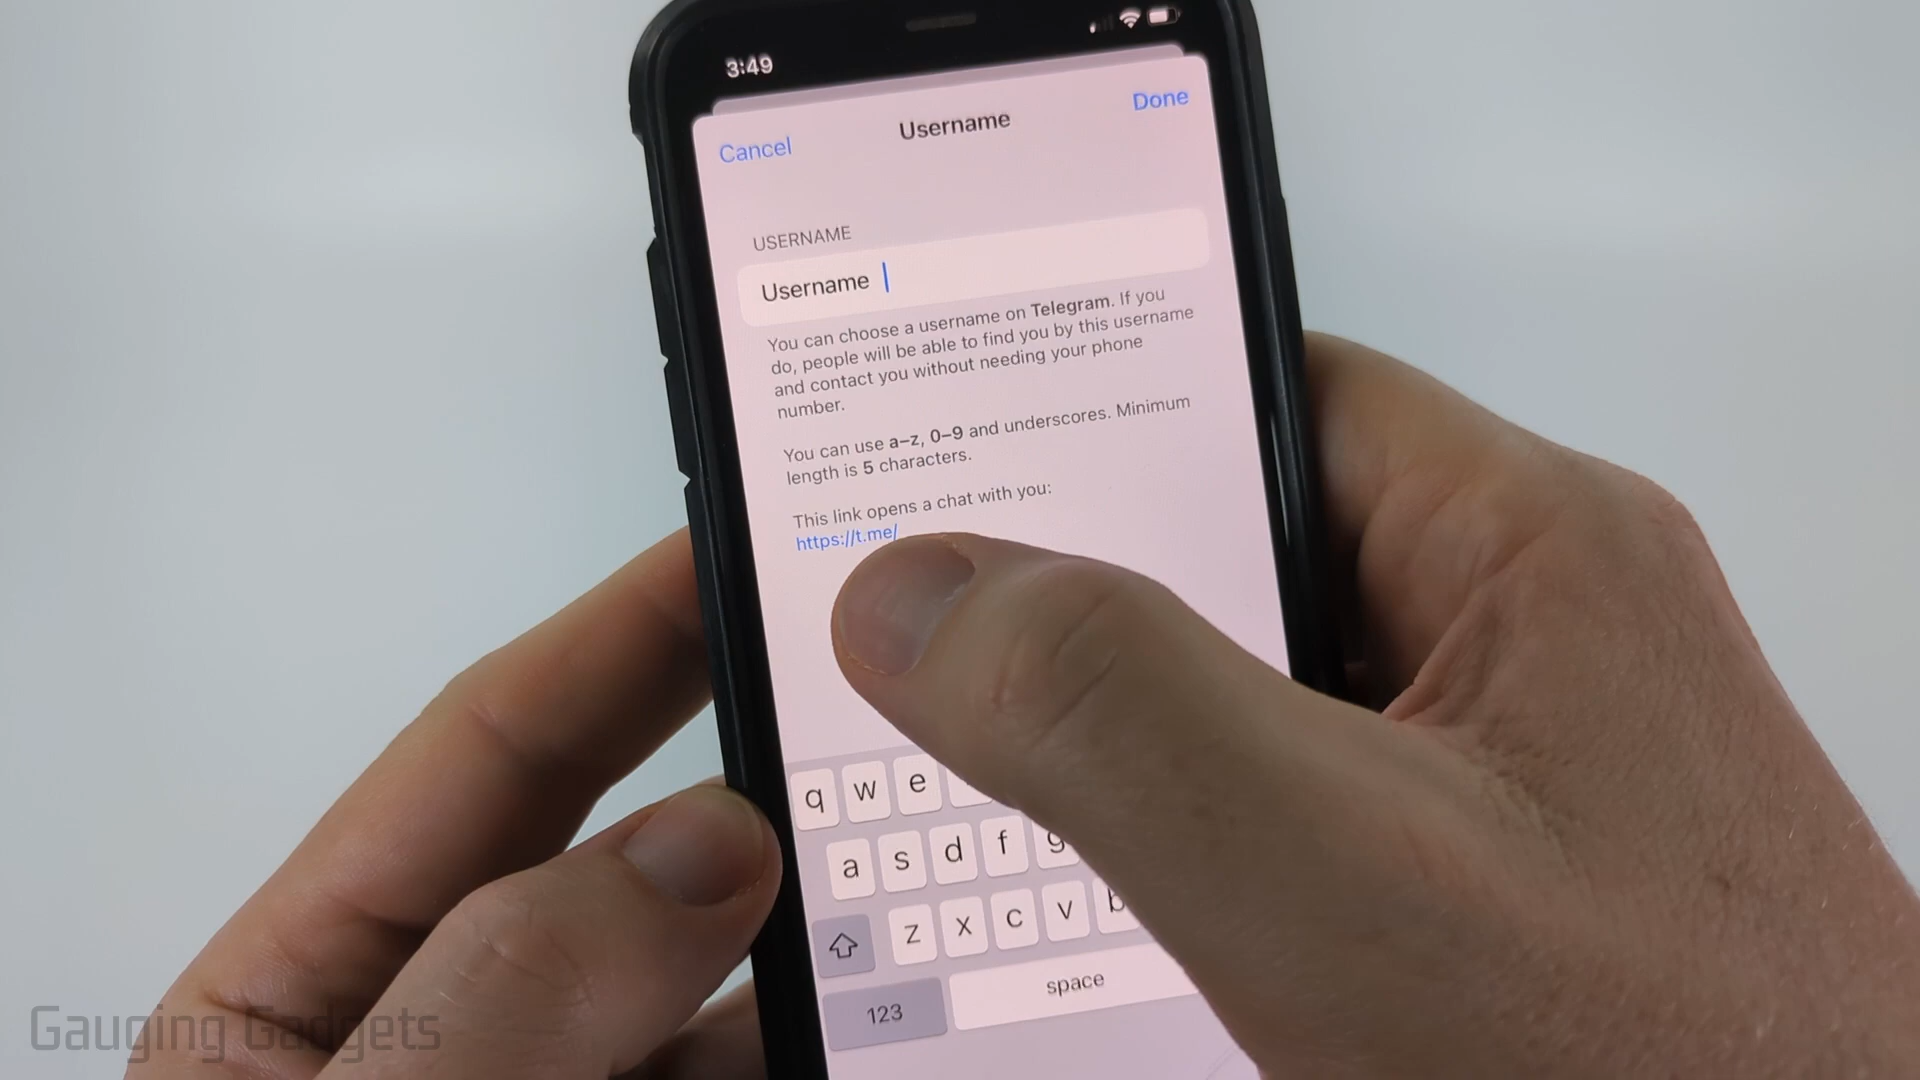 3:49
Cancel
Username
Done
USERNAME
Username
You can choose a username on Telegram. If you
do, people will be able to find you by this username
and contact you without needing your phone
number.
You can use a–z, 0–9 and underscores. Minimum
length is 5 characters.
This link opens a chat with you:
https://t.me/
q w e
a s d f g
z x c v b
123 space
Gauging Gadgets